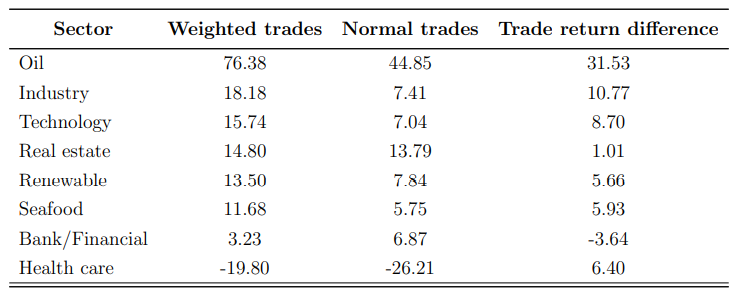 Sector Weighted trades Normal trades Trade return difference
Oil 76.38 44.85 31.53
Industry 18.18 7.41 10.77
Technology 15.74 7.04 8.70
Real estate 14.80 13.79 1.01
Renewable 13.50 7.84 5.66
Seafood 11.68 5.75 5.93
Bank/Financial 3.23 6.87 -3.64
Health care -19.80 -26.21 6.40